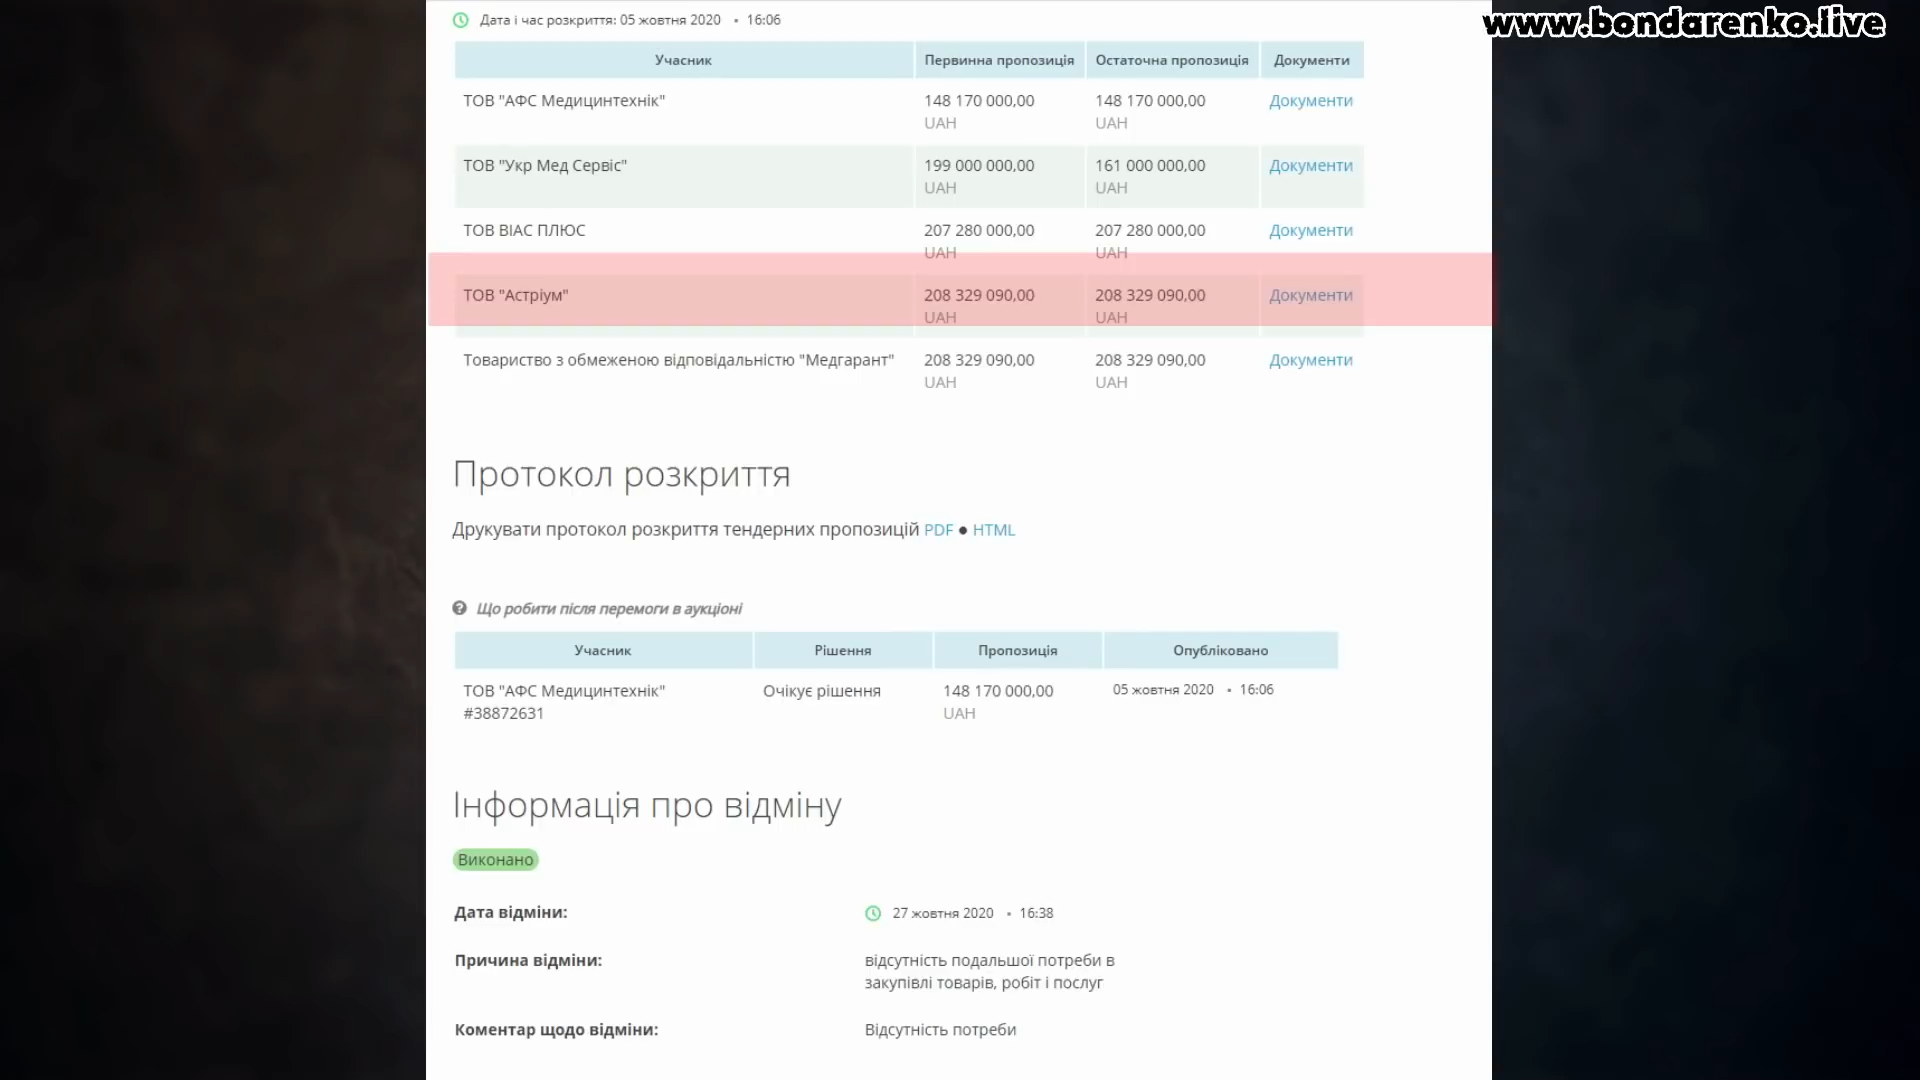 www.bondarenko.live
Дата і час розкриття: 05 жовтня 2020 • 16:06
Учасник Первинна пропозиція Остаточна пропозиція Документи
ТОВ "АФС Медицинтехнік" 148 170 000,00 148 170 000,00 Документи
UAH UAH
ТОВ "Укр Мед Сервіс" 199 000 000,00 161 000 000,00 Документи
UAH UAH
ТОВ ВІАС ПЛЮС 207 280 000,00 207 280 000,00 Документи
UAH UAH
ТОВ "Астріум" 208 329 090,00 208 329 090,00 Документи
UAH UAH
Товариство з обмеженою відповідальністю "Медгарант" 208 329 090,00 208 329 090,00 Документи
UAH UAH
Протокол розкриття
Друкувати протокол розкриття тендерних пропозицій PDF ● HTML
Що робити після перемоги в аукціоні
Учасник Рішення Пропозиція Опубліковано
ТОВ "АФС Медицинтехнік" Очікує рішення 148 170 000,00 05 жовтня 2020 • 16:06
#38872631 UAH
Інформація про відміну
Виконано
Дата відміни: 27 жовтня 2020 • 16:38
Причина відміни: відсутність подальшої потреби в
закупівлі товарів, робіт і послуг
Коментар щодо відміни: Відсутність потреби